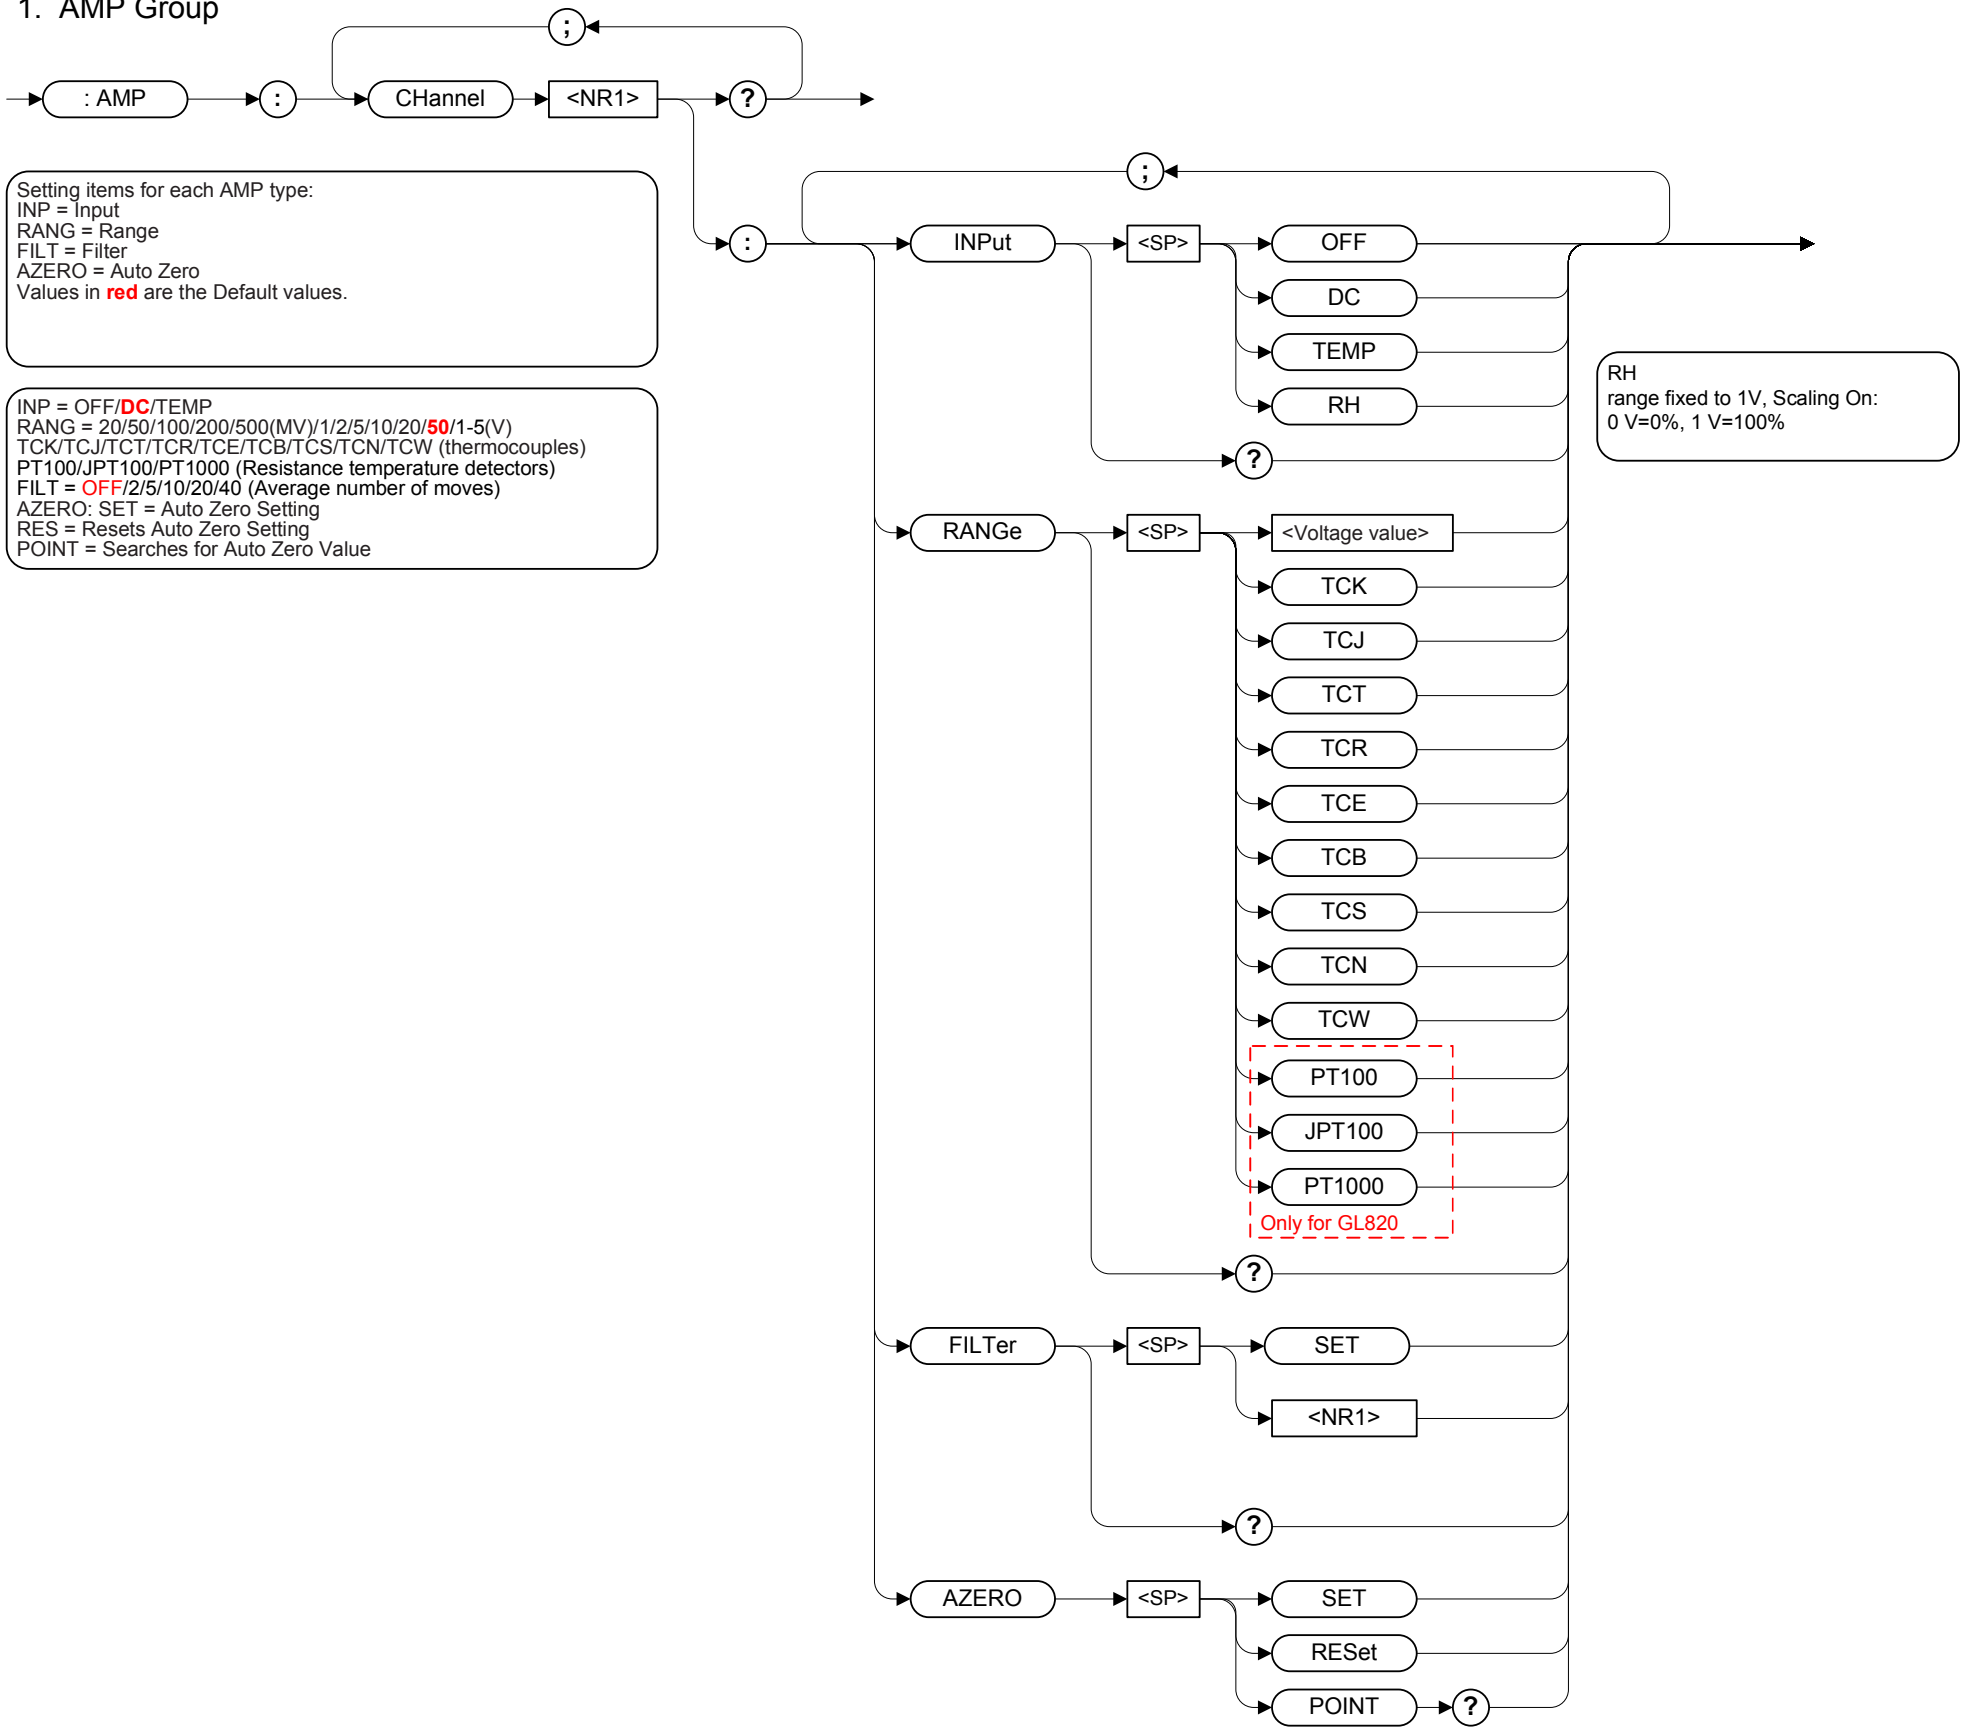 1. AMP Group
;
: AMP
:
CHannel
<NR1>
?
Setting items for each AMP type:
INP = Input
RANG = Range
FILT = Filter
AZERO = Auto Zero
Values in red are the Default values.
INP = OFF/DC/TEMP
RANG = 20/50/100/200/500(MV)/1/2/5/10/20/50/1-5(V)
TCK/TCJ/TCT/TCR/TCE/TCB/TCS/TCN/TCW (thermocouples)
PT100/JPT100/PT1000 (Resistance temperature detectors)
FILT = OFF/2/5/10/20/40 (Average number of moves)
AZERO: SET = Auto Zero Setting
RES = Resets Auto Zero Setting
POINT = Searches for Auto Zero Value
;
:
INPut
<SP>
OFF
DC
TEMP
RH
?
RH
range fixed to 1V, Scaling On:
0 V=0%, 1 V=100%
RANGe
<SP>
<Voltage value>
TCK
TCJ
TCT
TCR
TCE
TCB
TCS
TCN
TCW
PT100
JPT100
PT1000
Only for GL820
?
FILTer
<SP>
SET
<NR1>
?
AZERO
<SP>
SET
RESet
POINT
?